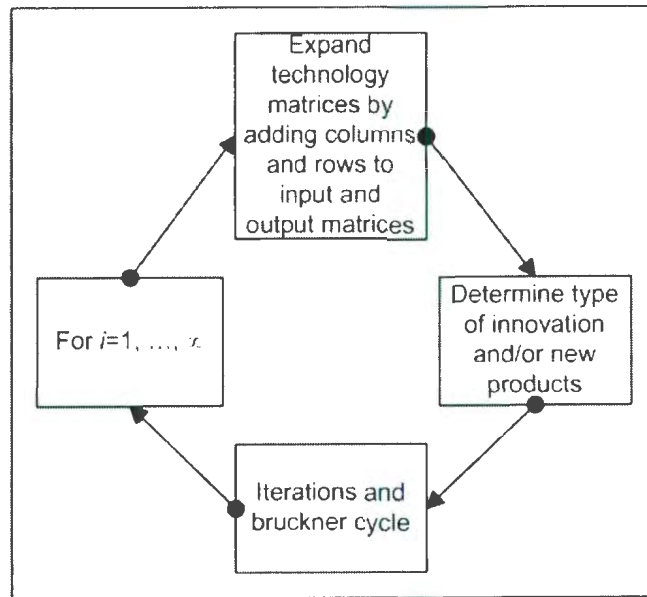 Expand
technology
matrices by
adding columns
and rows to
input and
output matrices
For i=1, …, ∞
Determine type
of innovation
and/or new
products
Iterations and
bruckner cycle